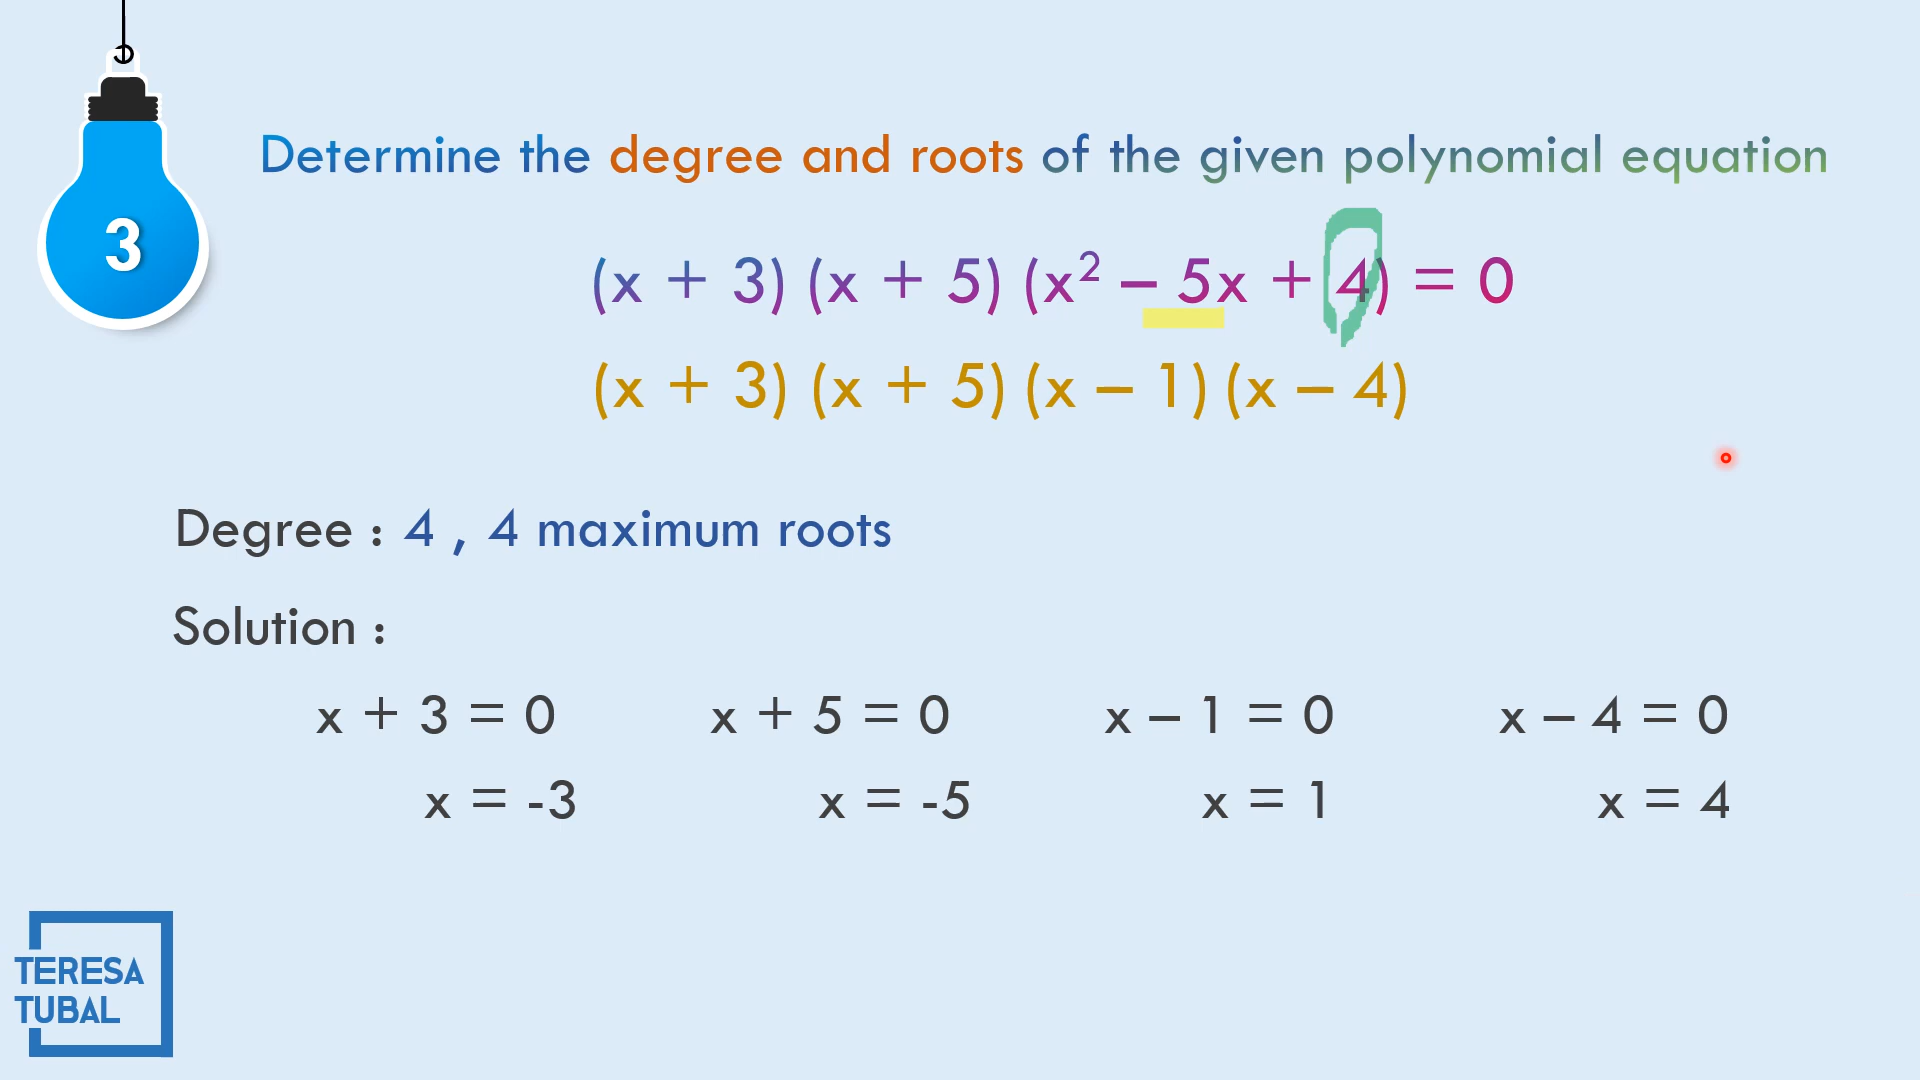 3
Determine the degree and roots of the given polynomial equation
(x + 3) (x + 5) (x² – 5x + 4) = 0
(x + 3) (x + 5) (x – 1) (x – 4)
Degree : 4 , 4 maximum roots
Solution :
x + 3 = 0 x + 5 = 0 x – 1 = 0 x – 4 = 0
x = -3 x = -5 x = 1 x = 4
TERESA
TUBAL